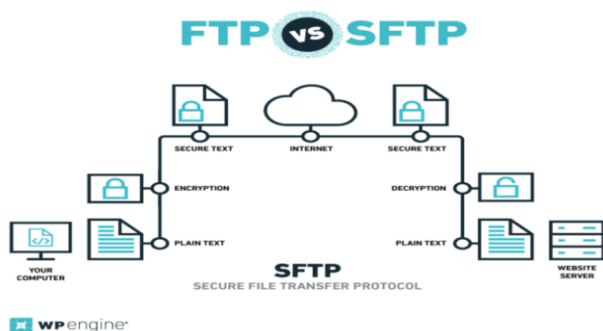 FTP VS SFTP
SECURE TEXT
INTERNET
SECURE TEXT
ENCRYPTION
DECRYPTION
PLAIN TEXT
PLAIN TEXT
YOUR
COMPUTER
WEBSITE
SERVER
SFTP
SECURE FILE TRANSFER PROTOCOL
WP engine®